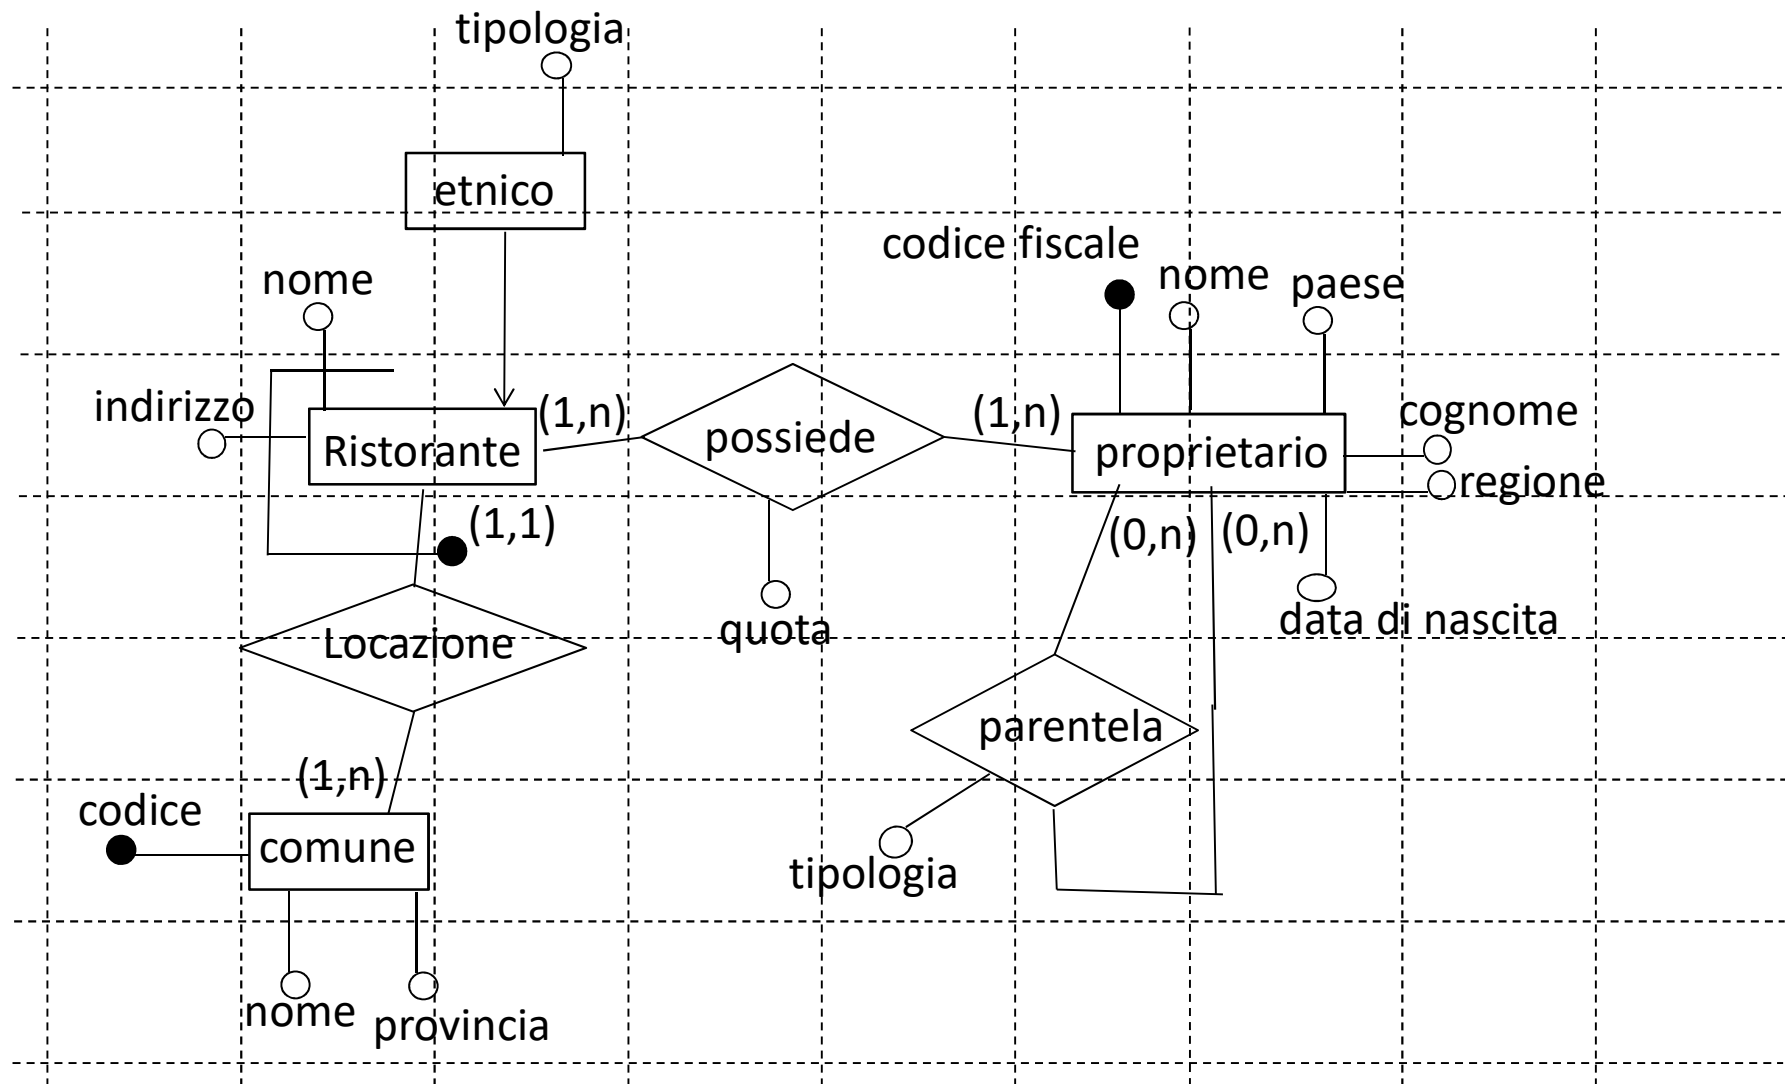 tipologia
etnico
codice fiscale
nome
paese
nome
indirizzo
Ristorante
(1,n)
possiede
(1,n)
proprietario
cognome
regione
(1,1)
(0,n)
(0,n)
quota
data di nascita
Locazione
parentela
(1,n)
codice
comune
tipologia
nome
provincia